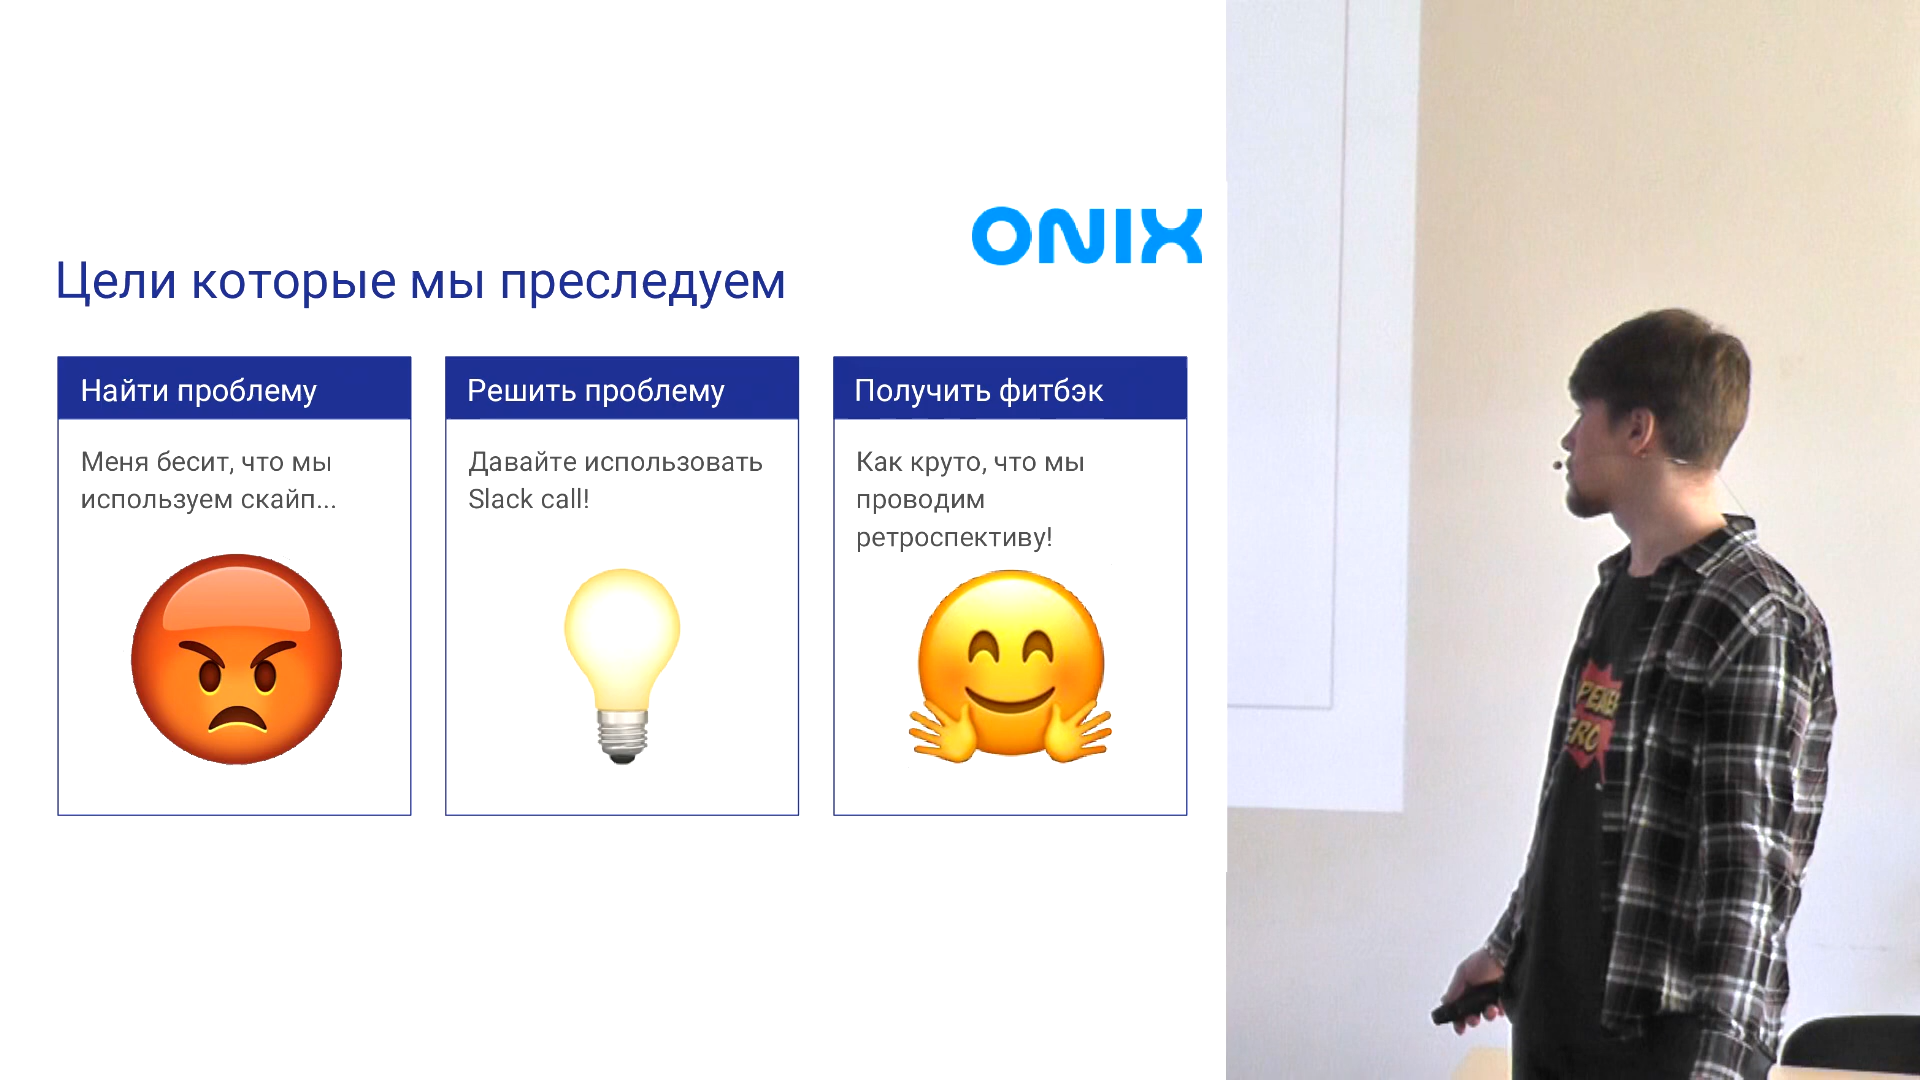 ONIX
Цели которые мы преследуем
Найти проблему
Меня бесит, что мы
используем скайп...
Решить проблему
Давайте использовать
Slack call!
Получить фитбэк
Как круто, что мы
проводим
ретроспективу!